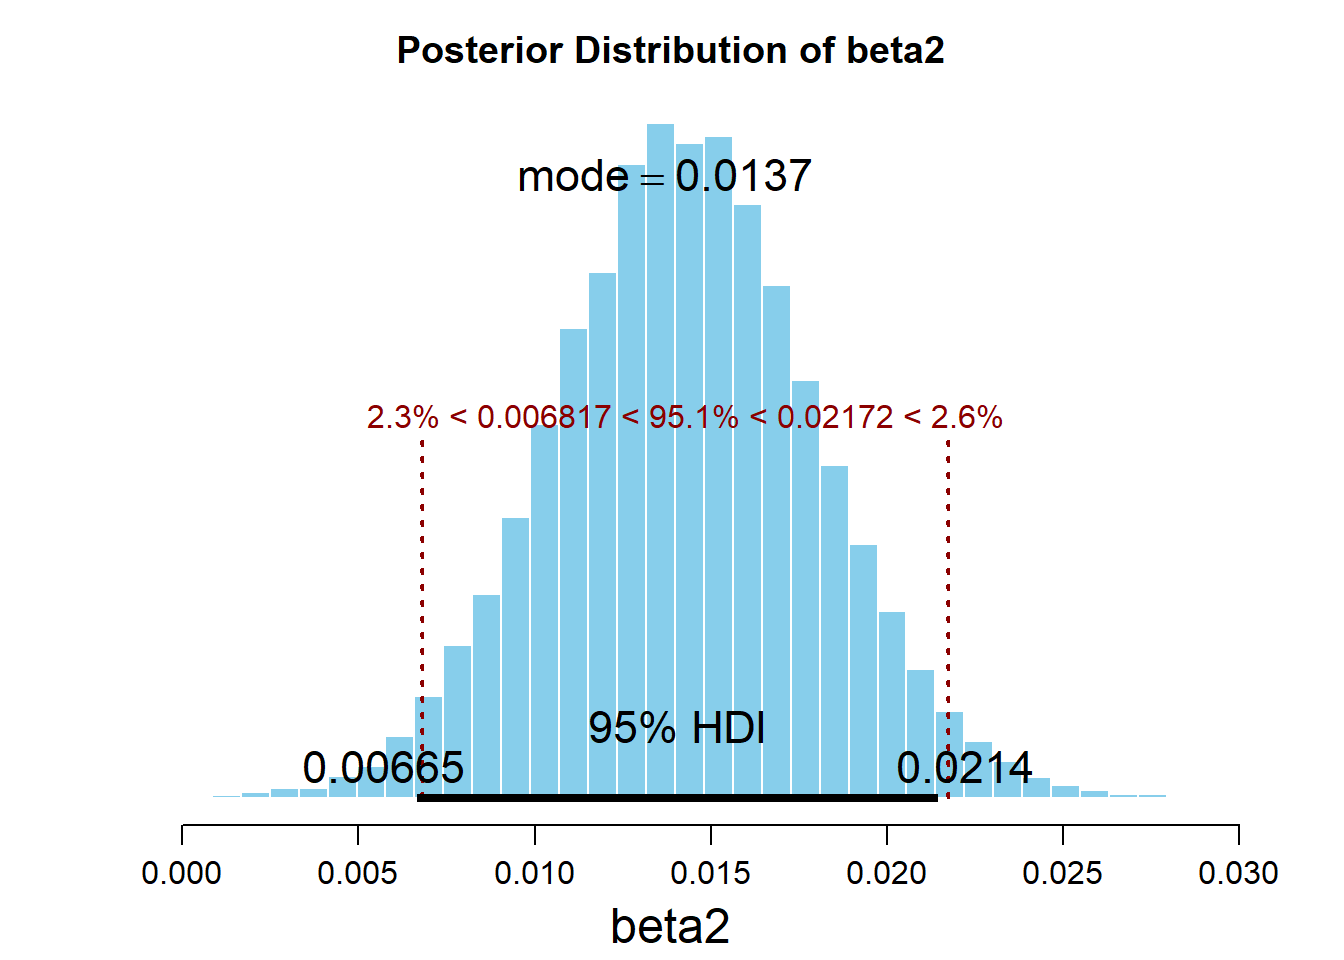 Posterior Distribution of beta2
mode = 0.0137
2.3% < 0.006817 < 95.1% < 0.02172 < 2.6%
95% HDI
0.00665 0.0214
0.000 0.005 0.010 0.015 0.020 0.025 0.030
beta2